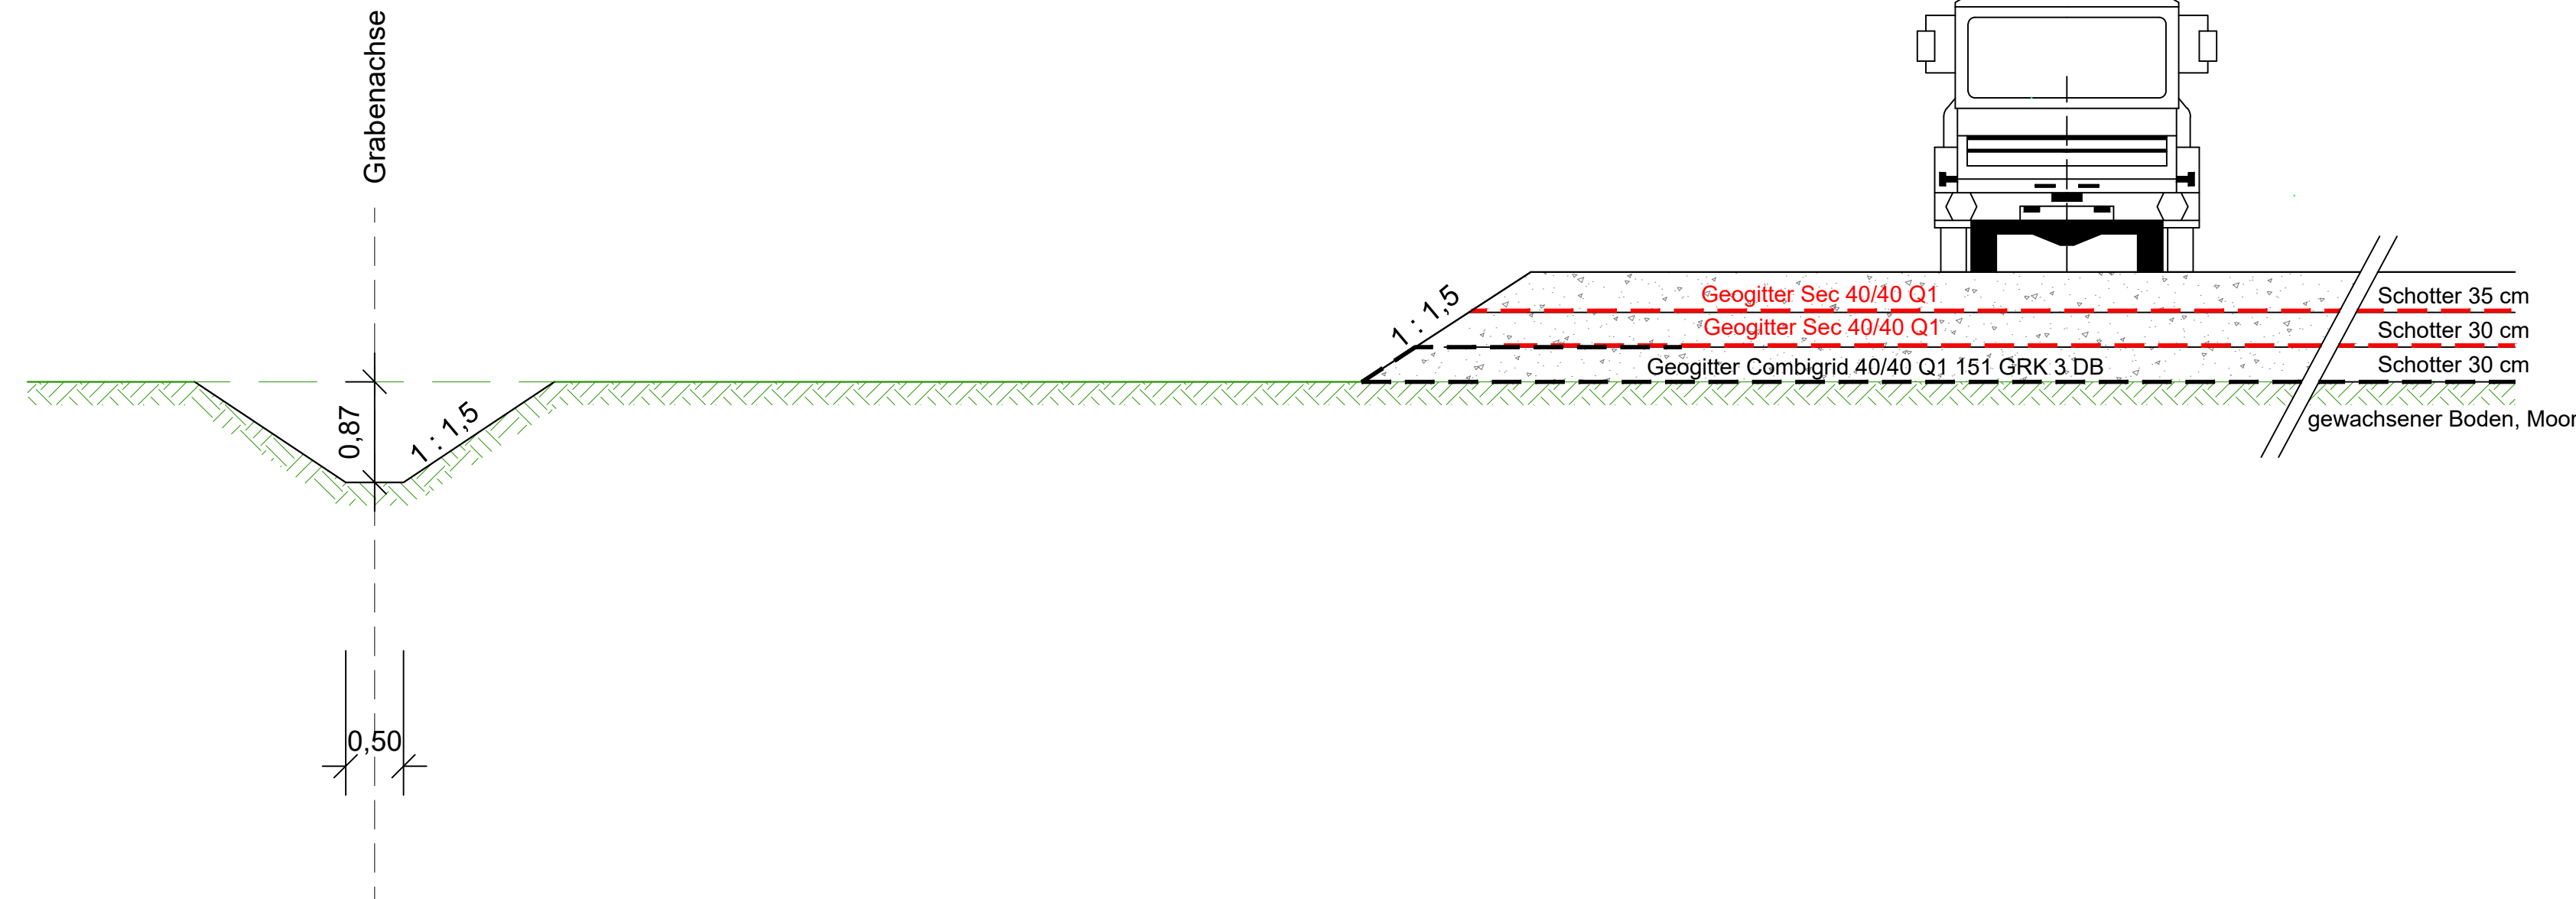 Grabenachse
1 : 1,5
Geogitter Sec 40/40 Q1
Schotter 35 cm
Geogitter Sec 40/40 Q1
Schotter 30 cm
Geogitter Combigrid 40/40 Q1 151 GRK 3 DB
Schotter 30 cm
0,87
1 : 1,5
gewachsener Boden, Moor
0,50